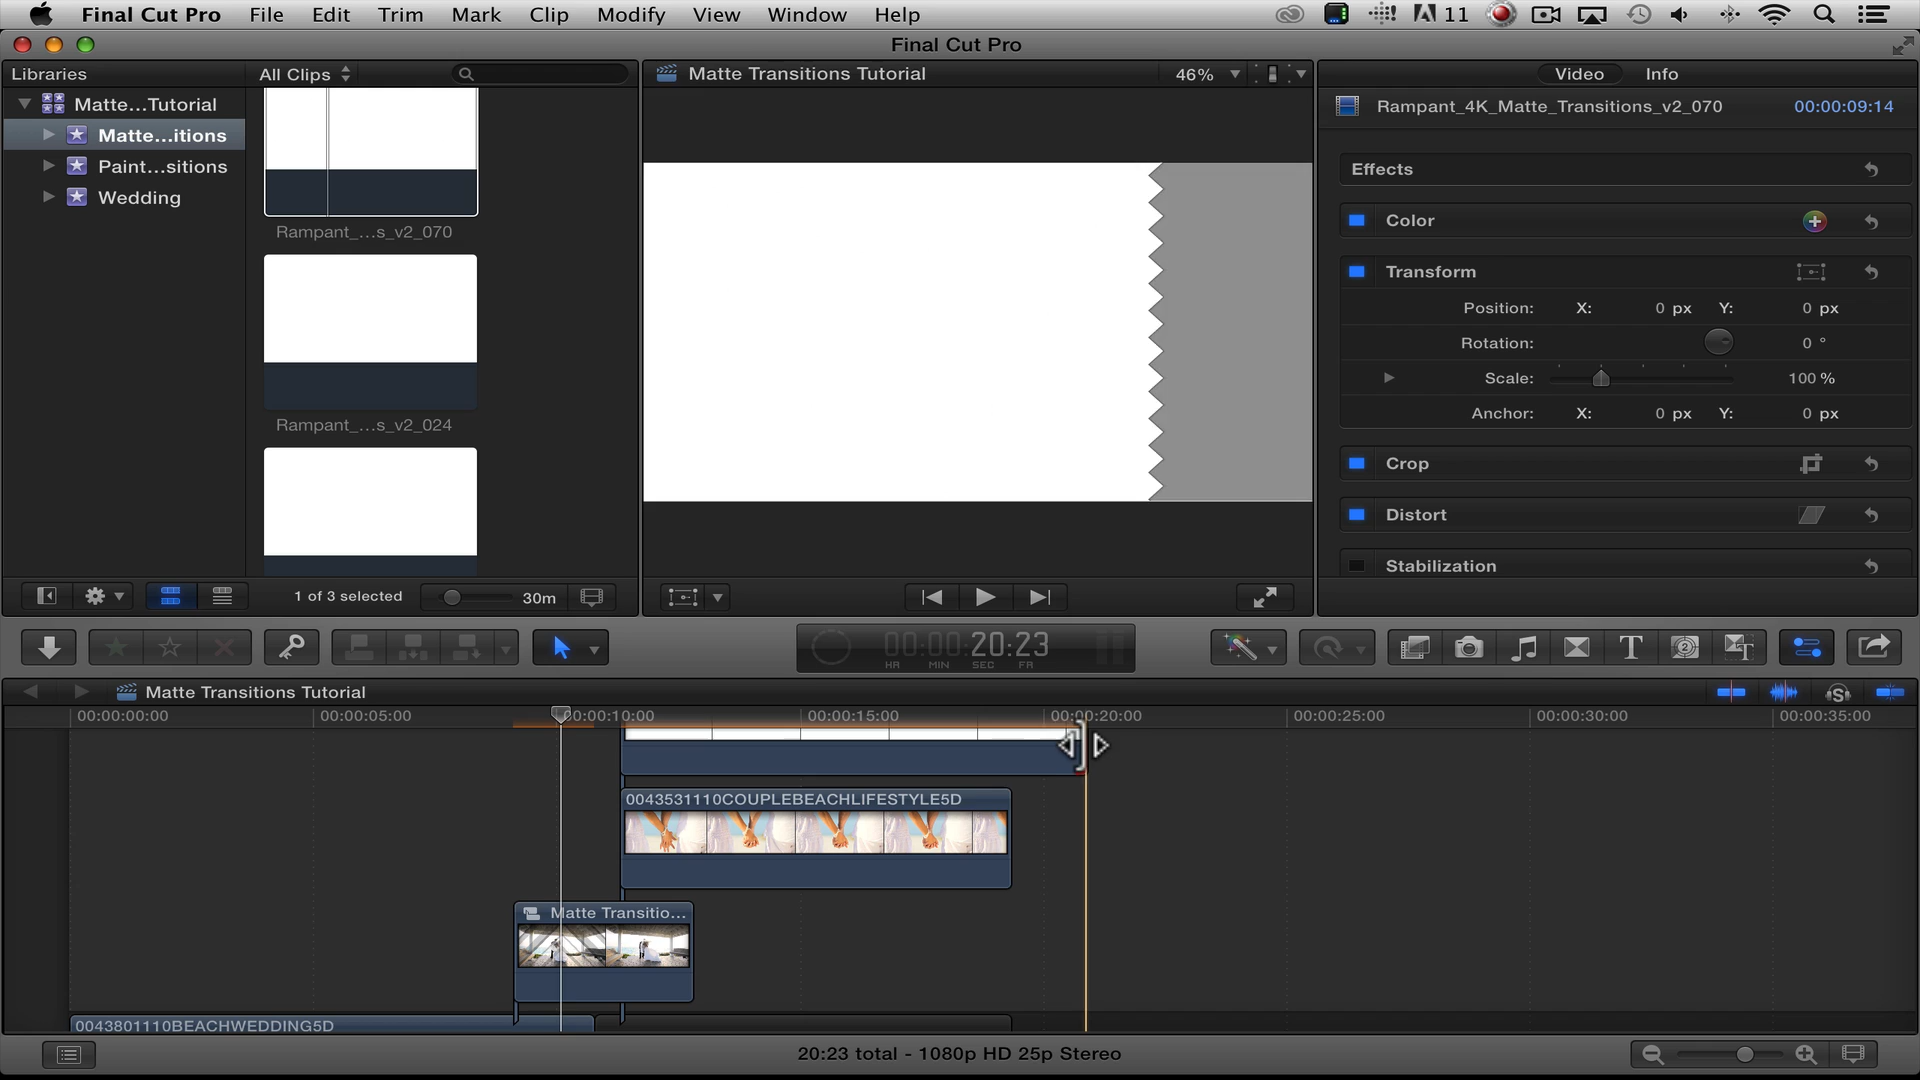 Final Cut Pro File Edit Trim Mark Clip Modify View Window Help 11
Final Cut Pro
Libraries All Clips
Matte Transitions Tutorial 46%
Video Info
Matte...Tutorial
Matte...itions
Paint...sitions
Wedding
Rampant_...s_v2_070
Rampant_...s_v2_024
Rampant_4K_Matte_Transitions_v2_070 00:00:09:14
Effects
Color
Transform
Position: X: 0 px Y: 0 px
Rotation: 0 °
Scale: 100 %
Anchor: X: 0 px Y: 0 px
Crop
Distort
Stabilization
1 of 3 selected 30m
00:00:20:23
HR MIN SEC FR
T 2 T
Matte Transitions Tutorial S
00:00:00:00 00:00:05:00 00:00:10:00 00:00:15:00 00:00:20:00 00:00:25:00 00:00:30:00 00:00:35:00
0043531110COUPLEBEACHLIFESTYLE5D
Matte Transitio...
0043801110BEACHWEDDING5D
20:23 total - 1080p HD 25p Stereo